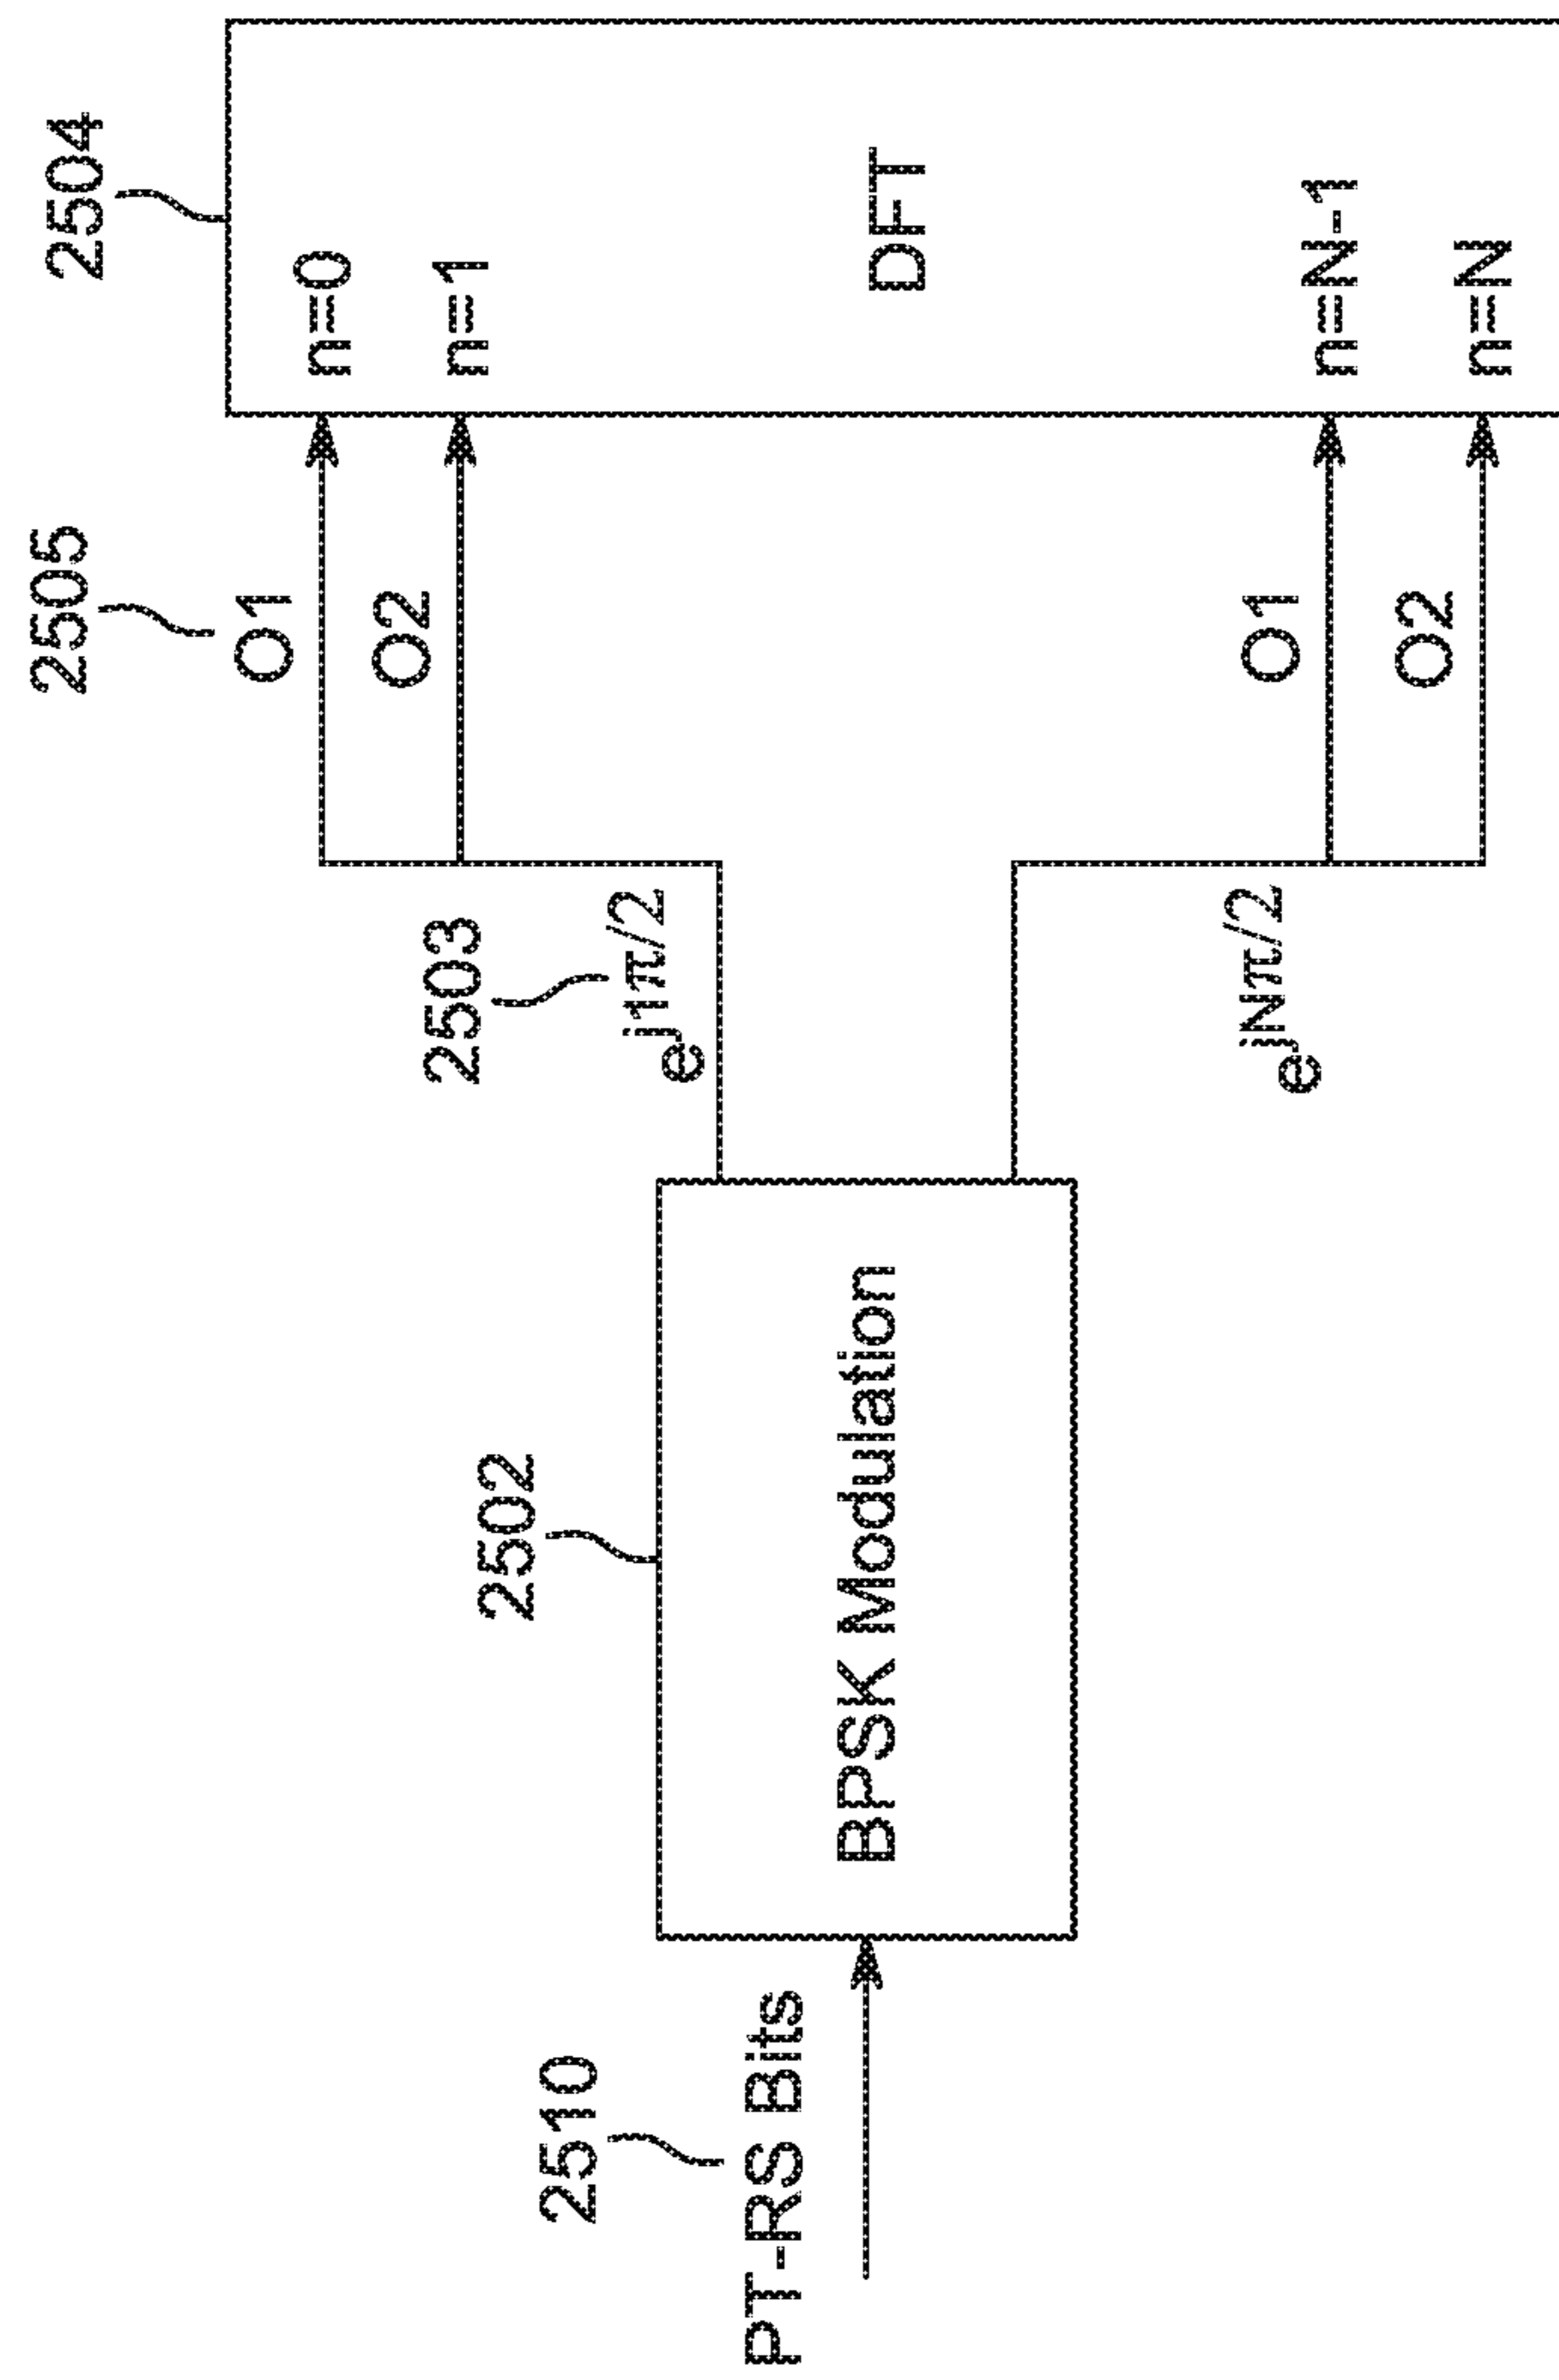 2510
PT-RS Bits
2502
BPSK Modulation
2503
e^{j1π/2}
e^{jNπ/2}
2505
O1
O2
O1
O2
2504
n=0
n=1
DFT
n=N-1
n=N